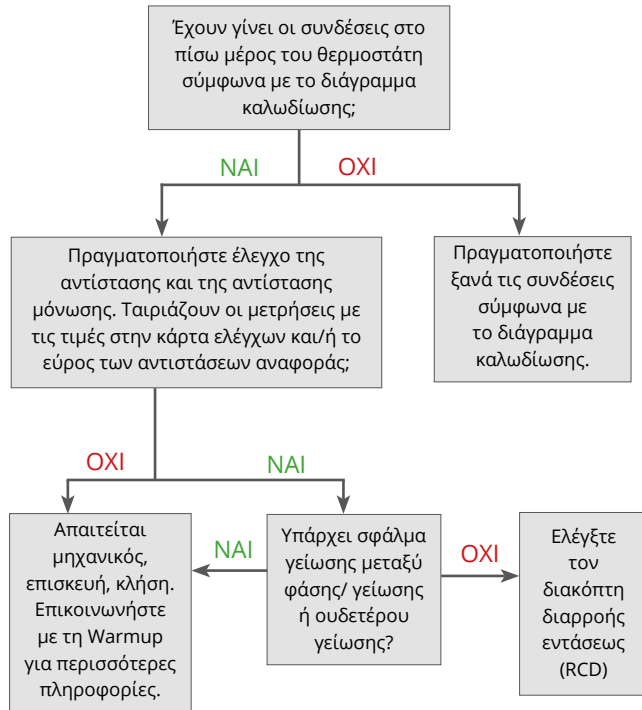 Έχουν γίνει οι συνδέσεις στο
πίσω μέρος του θερμοστάτη
σύμφωνα με το διάγραμμα
καλωδίωσης;
ΝΑΙ
ΟΧΙ
Πραγματοποιήστε έλεγχο της
αντίστασης και της αντίστασης
μόνωσης. Ταιριάζουν οι μετρήσεις με
τις τιμές στην κάρτα ελέγχων και/ή το
εύρος των αντιστάσεων αναφοράς;
Πραγματοποιήστε
ξανά τις συνδέσεις
σύμφωνα με
το διάγραμμα
καλωδίωσης.
ΟΧΙ
ΝΑΙ
Απαιτείται
μηχανικός,
επισκευή, κλήση.
Επικοινωνήστε
με τη Warmup
για περισσότερες
πληροφορίες.
ΝΑΙ
Υπάρχει σφάλμα
γείωσης μεταξύ
φάσης/ γείωσης
ή ουδετέρου
γείωσης?
ΟΧΙ
Ελέγξτε
τον
διακόπτη
διαρροής
εντάσεως
(RCD)